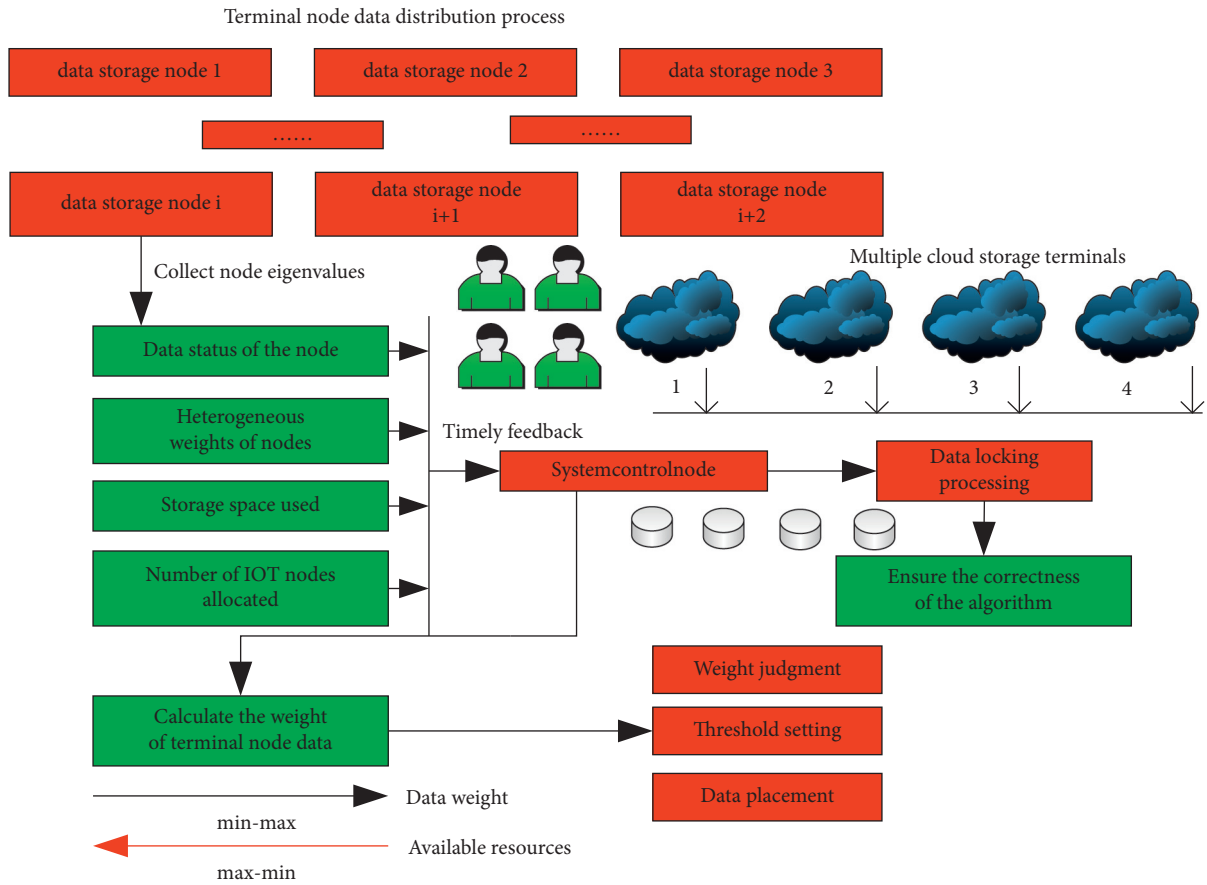 Terminal node data distribution process
data storage node 1
data storage node 2
data storage node 3
......
......
data storage node i
data storage node
i+1
data storage node
i+2
Collect node eigenvalues
Multiple cloud storage terminals
Data status of the node
1
2
3
4
Heterogeneous
weights of nodes
Timely feedback
Systemcontrolnode
Data locking
processing
Storage space used
Number of IOT nodes
allocated
Ensure the correctness
of the algorithm
Weight judgment
Calculate the weight
of terminal node data
Threshold setting
Data placement
Data weight
min-max
Available resources
max-min